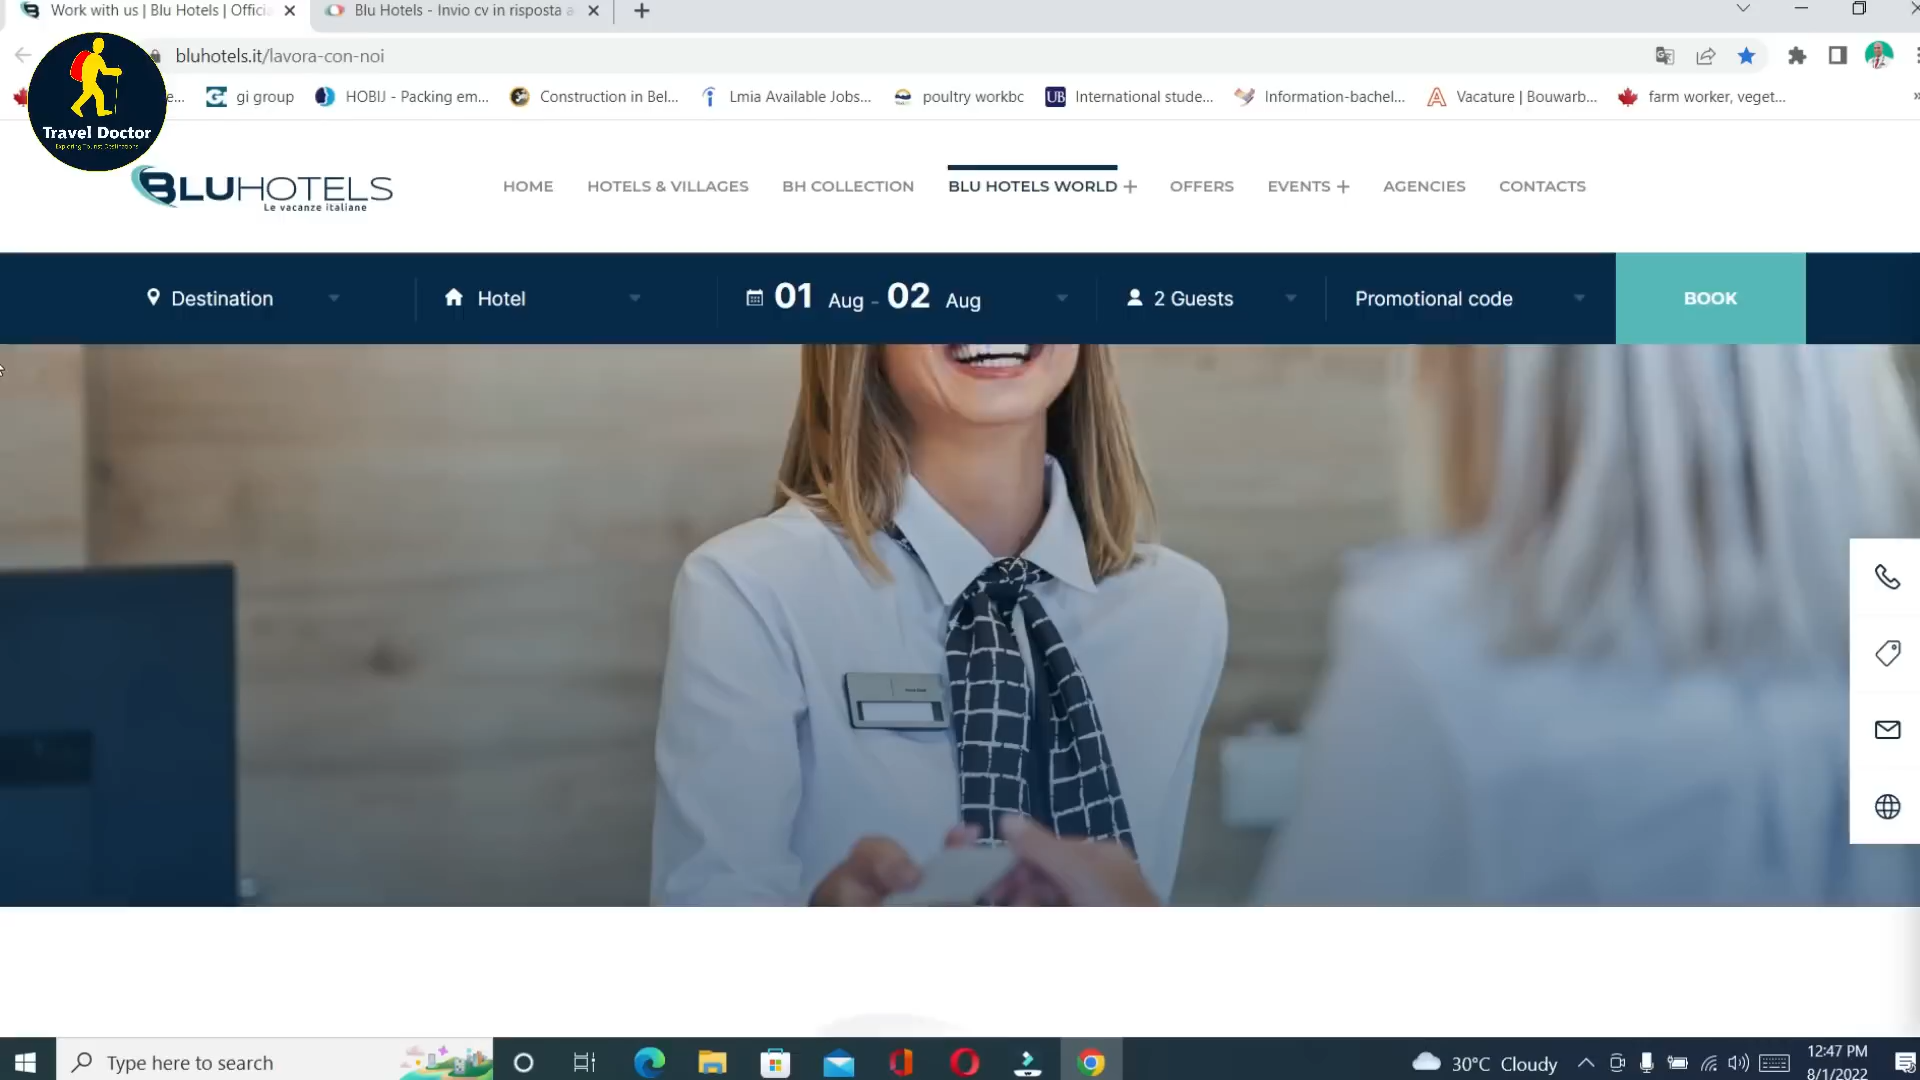 Work with us | Blu Hotels | Offici
Blu Hotels - Invio cv in risposta a
bluhotels.it/lavora-con-noi
e...
gi group
HOBIJ - Packing em...
Construction in Bel...
Lmia Available Jobs...
poultry workbc
UB
International stude...
Information-bachel...
Vacature | Bouwarb...
farm worker, veget...
Travel Doctor
Exploring Tourist Destinations
BLUHOTELS
Le vacanze italiane
HOME
HOTELS & VILLAGES
BH COLLECTION
BLU HOTELS WORLD +
OFFERS
EVENTS +
AGENCIES
CONTACTS
Destination
Hotel
01 Aug - 02 Aug
2 Guests
Promotional code
BOOK
Type here to search
30°C Cloudy
12:47 PM
8/1/2022